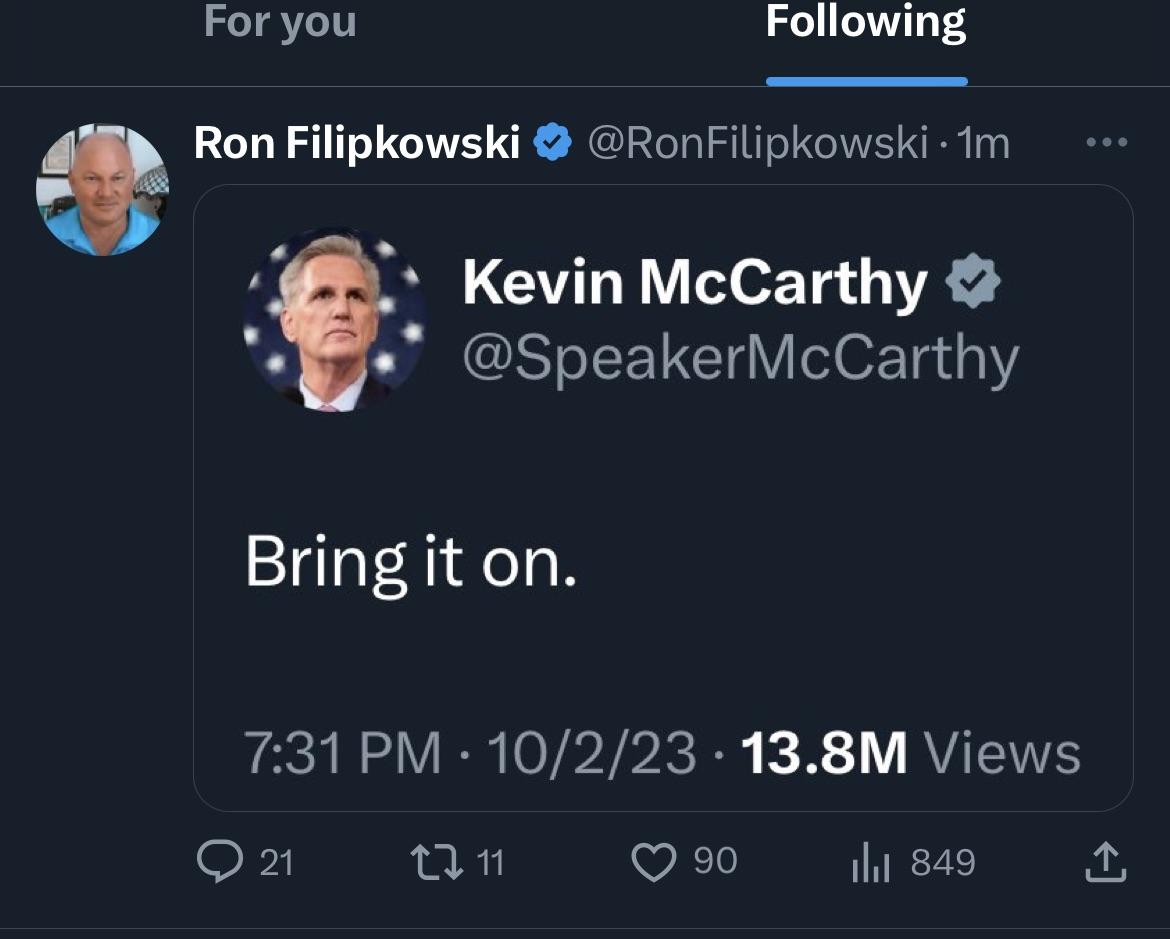 For you
Following
Ron Filipkowski @RonFilipkowski · 1m
Kevin McCarthy
@SpeakerMcCarthy
Bring it on.
7:31 PM · 10/2/23 · 13.8M Views
21 11 90 849